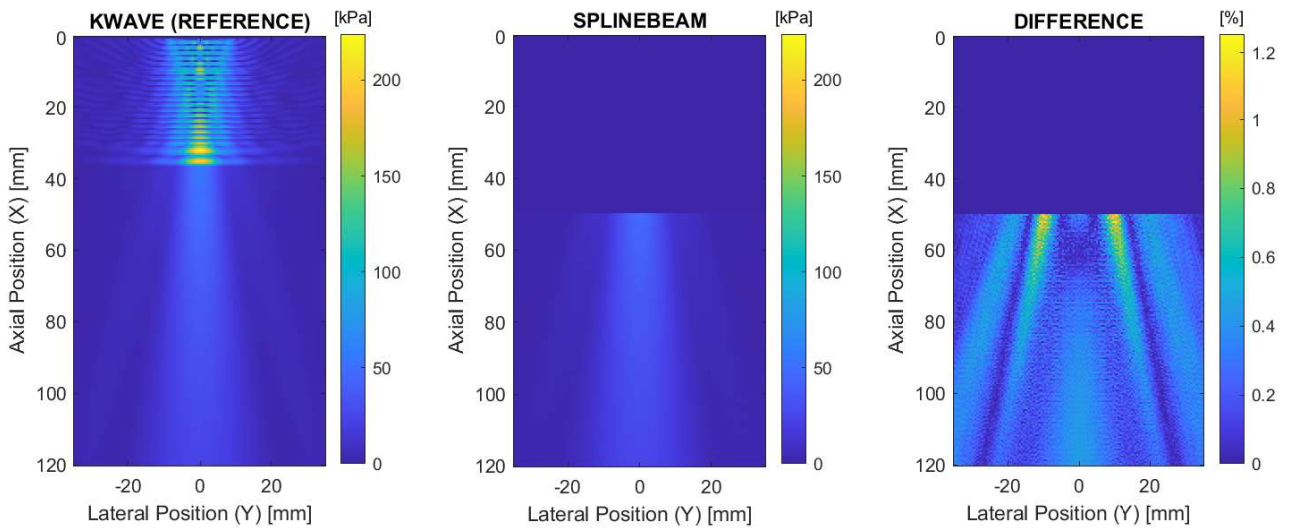 KWAVE (REFERENCE)
[kPa]
0
20
40
60
80
100
120
Axial Position (X) [mm]
-20 0 20
Lateral Position (Y) [mm]
200
150
100
50
0
SPLINEBEAM
[kPa]
0
20
40
60
80
100
120
Axial Position (X) [mm]
-20 0 20
Lateral Position (Y) [mm]
200
150
100
50
0
DIFFERENCE
[%]
0
20
40
60
80
100
120
Axial Position (X) [mm]
-20 0 20
Lateral Position (Y) [mm]
1.2
1
0.8
0.6
0.4
0.2
0